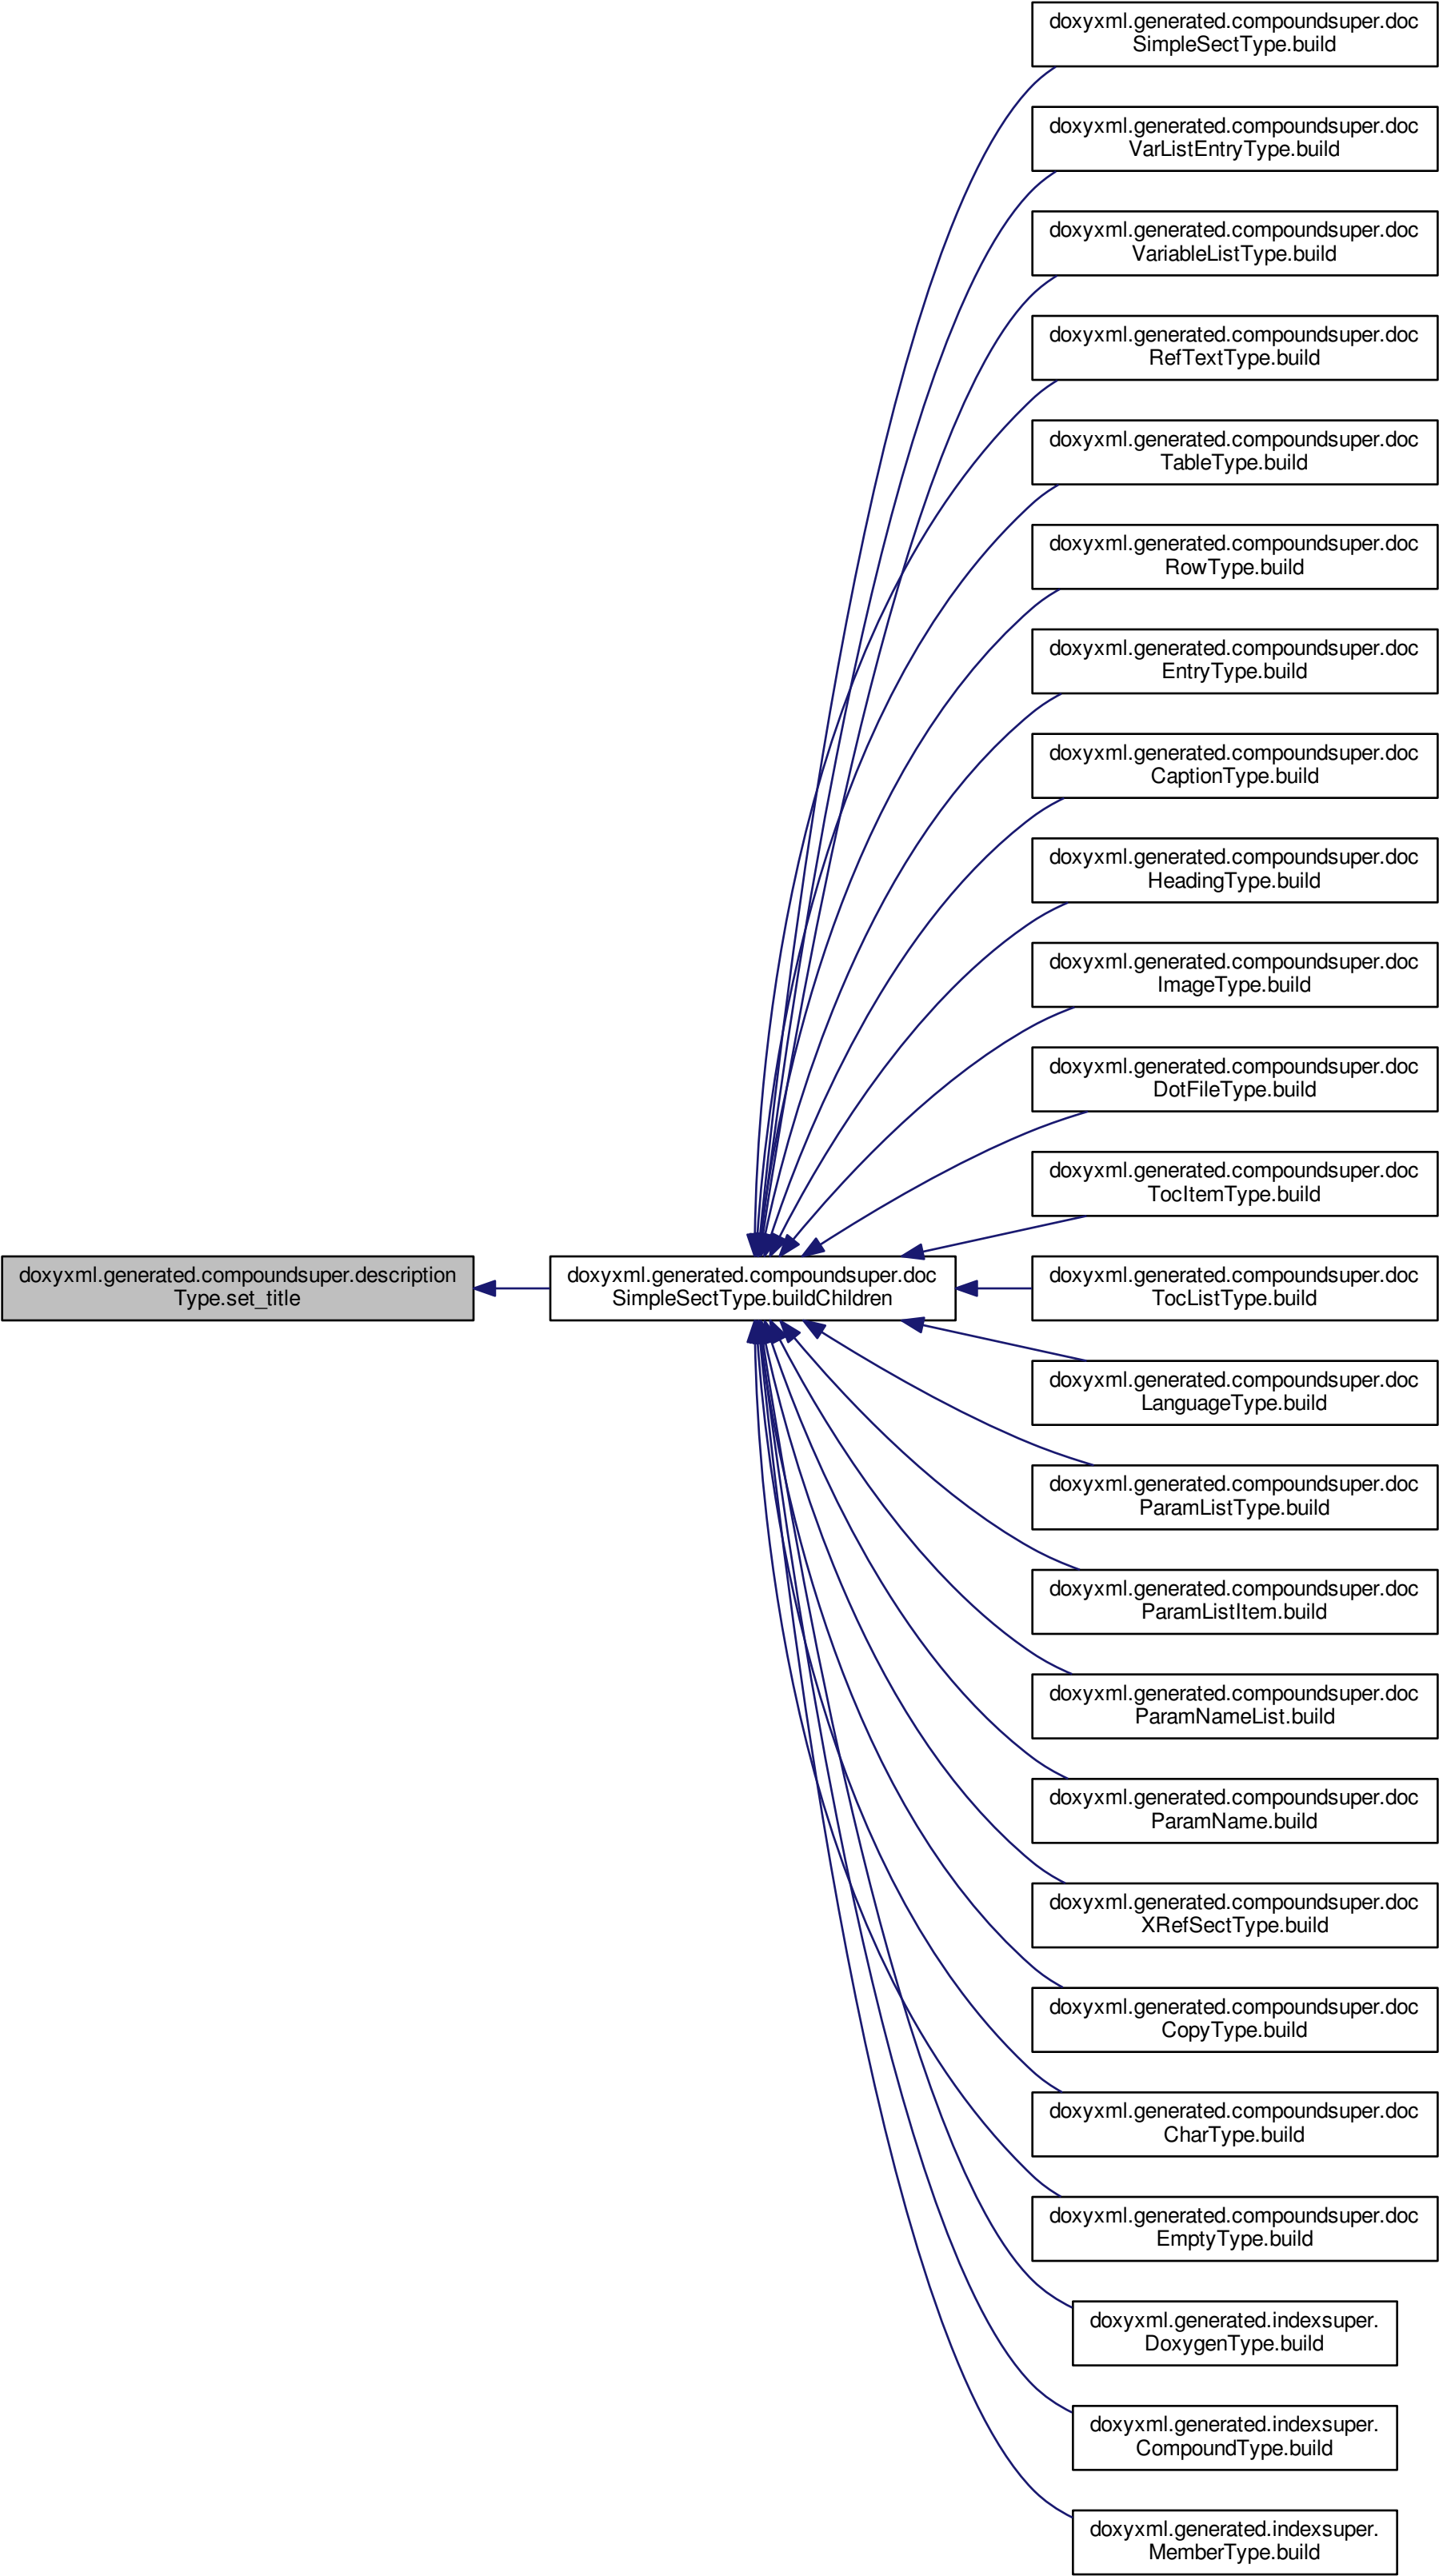 doxyxml.generated.compoundsuper.doc
SimpleSectType.build
doxyxml.generated.compoundsuper.doc
VarListEntryType.build
doxyxml.generated.compoundsuper.doc
VariableListType.build
doxyxml.generated.compoundsuper.doc
RefTextType.build
doxyxml.generated.compoundsuper.doc
TableType.build
doxyxml.generated.compoundsuper.doc
RowType.build
doxyxml.generated.compoundsuper.doc
EntryType.build
doxyxml.generated.compoundsuper.doc
CaptionType.build
doxyxml.generated.compoundsuper.doc
HeadingType.build
doxyxml.generated.compoundsuper.doc
ImageType.build
doxyxml.generated.compoundsuper.doc
DotFileType.build
doxyxml.generated.compoundsuper.doc
TocItemType.build
doxyxml.generated.compoundsuper.description
Type.set_title
doxyxml.generated.compoundsuper.doc
SimpleSectType.buildChildren
doxyxml.generated.compoundsuper.doc
TocListType.build
doxyxml.generated.compoundsuper.doc
LanguageType.build
doxyxml.generated.compoundsuper.doc
ParamListType.build
doxyxml.generated.compoundsuper.doc
ParamListItem.build
doxyxml.generated.compoundsuper.doc
ParamNameList.build
doxyxml.generated.compoundsuper.doc
ParamName.build
doxyxml.generated.compoundsuper.doc
XRefSectType.build
doxyxml.generated.compoundsuper.doc
CopyType.build
doxyxml.generated.compoundsuper.doc
CharType.build
doxyxml.generated.compoundsuper.doc
EmptyType.build
doxyxml.generated.indexsuper.
DoxygenType.build
doxyxml.generated.indexsuper.
CompoundType.build
doxyxml.generated.indexsuper.
MemberType.build